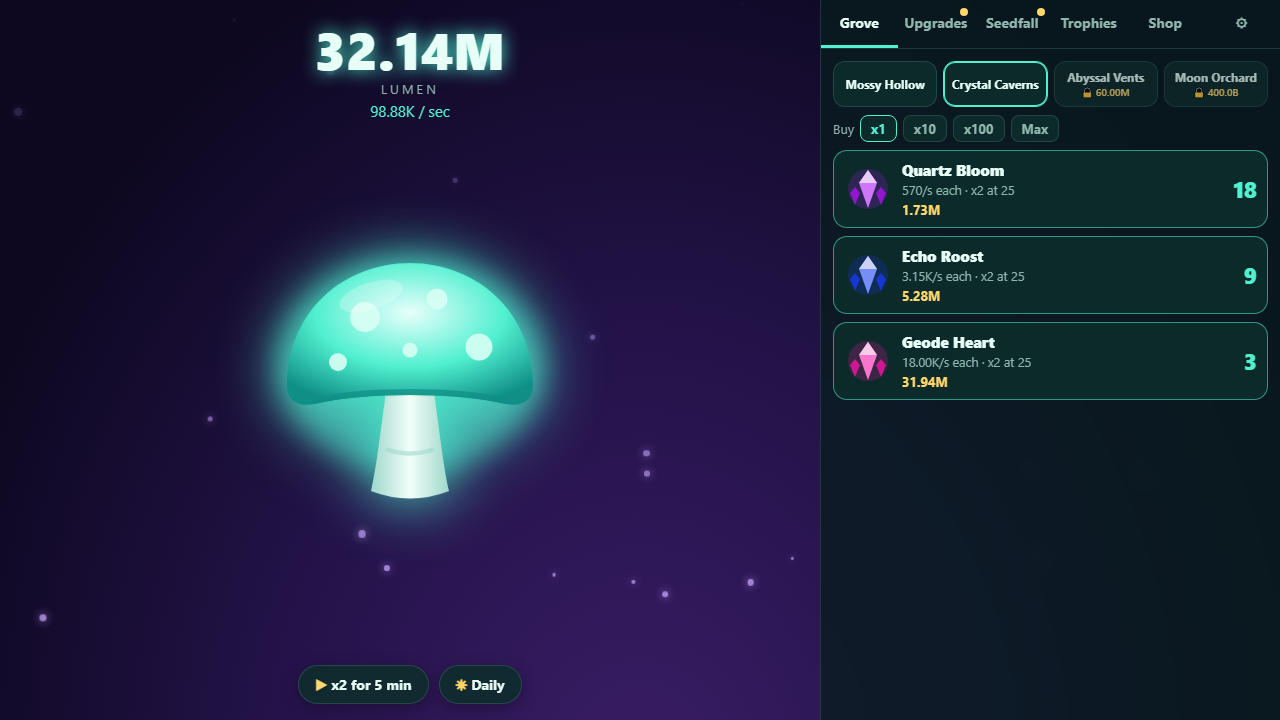 32.14M
LUMEN
98.88K / sec
x2 for 5 min
Daily
Grove
Upgrades
Seedfall
Trophies
Shop
Mossy Hollow
Crystal Caverns
Abyssal Vents
60.00M
Moon Orchard
400.0B
Buy
x1
x10
x100
Max
Quartz Bloom
570/s each · x2 at 25
1.73M
18
Echo Roost
3.15K/s each · x2 at 25
5.28M
9
Geode Heart
18.00K/s each · x2 at 25
31.94M
3